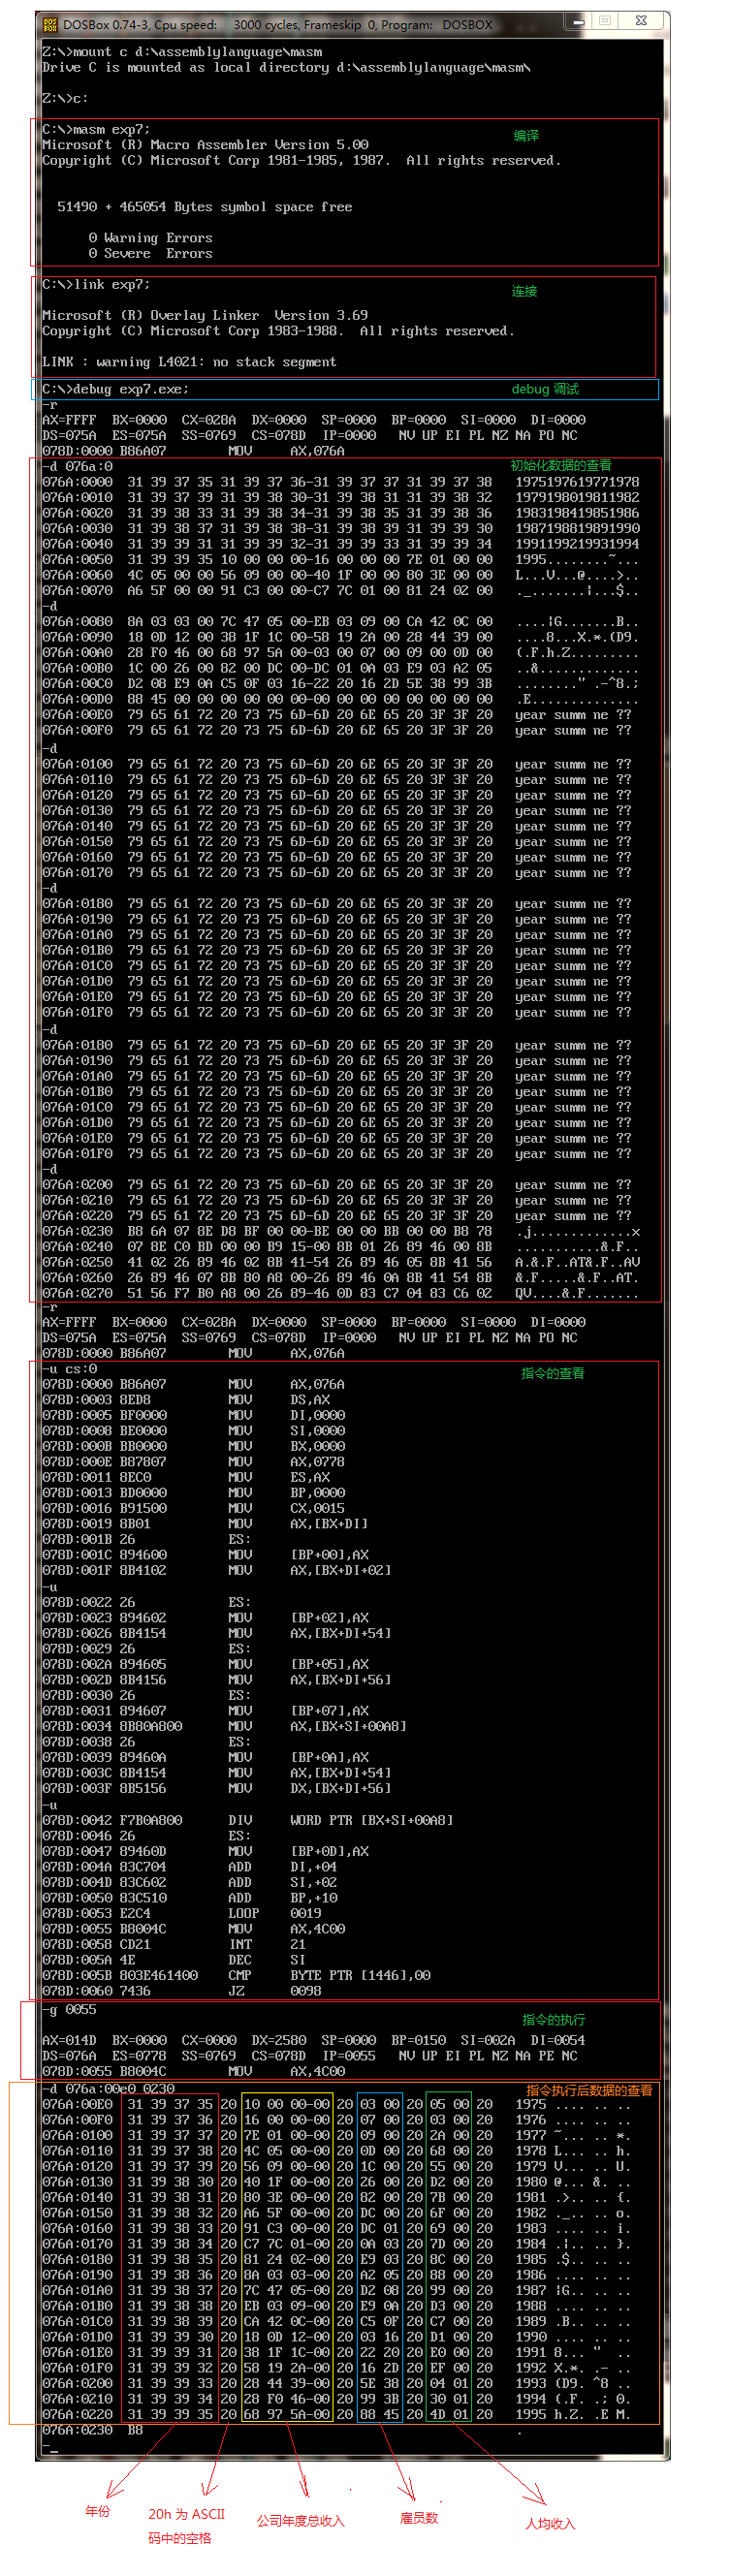 DOSBox 0.74-3, Cpu speed:    3000 cycles, Frameskip  0, Program:   DOSBOX
Z:\>mount c d:\assemblylanguage\masm
Drive C is mounted as local directory d:\assemblylanguage\masm\
Z:\>c:
C:\>masm exp7;
编译
Microsoft (R) Macro Assembler Version 5.00
Copyright (C) Microsoft Corp 1981-1985, 1987.  All rights reserved.
51490 + 465054 Bytes symbol space free
0 Warning Errors
0 Severe  Errors
C:\>link exp7;
连接
Microsoft (R) Overlay Linker  Version 3.69
Copyright (C) Microsoft Corp 1983-1988.  All rights reserved.
LINK : warning L4021: no stack segment
C:\>debug exp7.exe;
debug 调试
-r
AX=FFFF  BX=0000  CX=028A  DX=0000  SP=0000  BP=0000  SI=0000  DI=0000
DS=075A  ES=075A  SS=0769  CS=078D  IP=0000   NV UP EI PL NZ NA PO NC
078D:0000 B86A07        MOV     AX,076A
-d 076a:0
初始化数据的查看
076A:0000  31 39 37 35 31 39 37 36-31 39 37 37 31 39 37 38   1975197619771978
076A:0010  31 39 37 39 31 39 38 30-31 39 38 31 31 39 38 32   1979198019811982
076A:0020  31 39 38 33 31 39 38 34-31 39 38 35 31 39 38 36   1983198419851986
076A:0030  31 39 38 37 31 39 38 38-31 39 38 39 31 39 39 30   1987198819891990
076A:0040  31 39 39 31 31 39 39 32-31 39 39 33 31 39 39 34   1991199219931994
076A:0050  31 39 39 35 10 00 00 00-16 00 00 00 7E 01 00 00   1995........~...
076A:0060  4C 05 00 00 56 09 00 00-40 1F 00 00 80 3E 00 00   L...V...@....>..
076A:0070  A6 5F 00 00 91 C3 00 00-C7 7C 01 00 81 24 02 00   ._.......|...$..
-d
076A:0080  8A 03 03 00 7C 47 05 00-EB 03 09 00 CA 42 0C 00   ....|G.......B..
076A:0090  18 0D 12 00 38 1F 1C 00-58 19 2A 00 28 44 39 00   ....8...X.*.(D9.
076A:00A0  28 F0 46 00 68 97 5A 00-03 00 07 00 09 00 0D 00   (.F.h.Z.........
076A:00B0  1C 00 26 00 82 00 DC 00-DC 01 0A 03 E9 03 A2 05   ..&.............
076A:00C0  D2 08 E9 0A C5 0F 03 16-22 20 16 2D 5E 38 99 3B   ........" .-^8.;
076A:00D0  88 45 00 00 00 00 00 00-00 00 00 00 00 00 00 00   .E..............
076A:00E0  79 65 61 72 20 73 75 6D-6D 20 6E 65 20 3F 3F 20   year summ ne ??
076A:00F0  79 65 61 72 20 73 75 6D-6D 20 6E 65 20 3F 3F 20   year summ ne ??
-d
076A:0100  79 65 61 72 20 73 75 6D-6D 20 6E 65 20 3F 3F 20   year summ ne ??
076A:0110  79 65 61 72 20 73 75 6D-6D 20 6E 65 20 3F 3F 20   year summ ne ??
076A:0120  79 65 61 72 20 73 75 6D-6D 20 6E 65 20 3F 3F 20   year summ ne ??
076A:0130  79 65 61 72 20 73 75 6D-6D 20 6E 65 20 3F 3F 20   year summ ne ??
076A:0140  79 65 61 72 20 73 75 6D-6D 20 6E 65 20 3F 3F 20   year summ ne ??
076A:0150  79 65 61 72 20 73 75 6D-6D 20 6E 65 20 3F 3F 20   year summ ne ??
076A:0160  79 65 61 72 20 73 75 6D-6D 20 6E 65 20 3F 3F 20   year summ ne ??
076A:0170  79 65 61 72 20 73 75 6D-6D 20 6E 65 20 3F 3F 20   year summ ne ??
-d
076A:0180  79 65 61 72 20 73 75 6D-6D 20 6E 65 20 3F 3F 20   year summ ne ??
076A:0190  79 65 61 72 20 73 75 6D-6D 20 6E 65 20 3F 3F 20   year summ ne ??
076A:01A0  79 65 61 72 20 73 75 6D-6D 20 6E 65 20 3F 3F 20   year summ ne ??
076A:01B0  79 65 61 72 20 73 75 6D-6D 20 6E 65 20 3F 3F 20   year summ ne ??
076A:01C0  79 65 61 72 20 73 75 6D-6D 20 6E 65 20 3F 3F 20   year summ ne ??
076A:01D0  79 65 61 72 20 73 75 6D-6D 20 6E 65 20 3F 3F 20   year summ ne ??
076A:01E0  79 65 61 72 20 73 75 6D-6D 20 6E 65 20 3F 3F 20   year summ ne ??
076A:01F0  79 65 61 72 20 73 75 6D-6D 20 6E 65 20 3F 3F 20   year summ ne ??
-d
076A:0180  79 65 61 72 20 73 75 6D-6D 20 6E 65 20 3F 3F 20   year summ ne ??
076A:0190  79 65 61 72 20 73 75 6D-6D 20 6E 65 20 3F 3F 20   year summ ne ??
076A:01A0  79 65 61 72 20 73 75 6D-6D 20 6E 65 20 3F 3F 20   year summ ne ??
076A:01B0  79 65 61 72 20 73 75 6D-6D 20 6E 65 20 3F 3F 20   year summ ne ??
076A:01C0  79 65 61 72 20 73 75 6D-6D 20 6E 65 20 3F 3F 20   year summ ne ??
076A:01D0  79 65 61 72 20 73 75 6D-6D 20 6E 65 20 3F 3F 20   year summ ne ??
076A:01E0  79 65 61 72 20 73 75 6D-6D 20 6E 65 20 3F 3F 20   year summ ne ??
076A:01F0  79 65 61 72 20 73 75 6D-6D 20 6E 65 20 3F 3F 20   year summ ne ??
-d
076A:0200  79 65 61 72 20 73 75 6D-6D 20 6E 65 20 3F 3F 20   year summ ne ??
076A:0210  79 65 61 72 20 73 75 6D-6D 20 6E 65 20 3F 3F 20   year summ ne ??
076A:0220  79 65 61 72 20 73 75 6D-6D 20 6E 65 20 3F 3F 20   year summ ne ??
076A:0230  B8 6A 07 8E D8 BF 00 00-BE 00 00 BB 00 00 B8 78   .j.............x
076A:0240  07 8E C0 BD 00 00 B9 15-00 8B 01 26 89 46 00 8B   ...........&.F..
076A:0250  41 02 26 89 46 02 8B 41-54 26 89 46 05 8B 41 56   A.&.F..AT&.F..AV
076A:0260  26 89 46 07 8B 80 A8 00-26 89 46 0A 8B 41 54 8B   &.F.....&.F..AT.
076A:0270  51 56 F7 B0 A8 00 26 89-46 0D 83 C7 04 83 C6 02   QV....&.F.......
-r
AX=FFFF  BX=0000  CX=028A  DX=0000  SP=0000  BP=0000  SI=0000  DI=0000
DS=075A  ES=075A  SS=0769  CS=078D  IP=0000   NV UP EI PL NZ NA PO NC
078D:0000 B86A07        MOV     AX,076A
-u cs:0
指令的查看
078D:0000 B86A07        MOV     AX,076A
078D:0003 8ED8          MOV     DS,AX
078D:0005 BF0000        MOV     DI,0000
078D:0008 BE0000        MOV     SI,0000
078D:000B BB0000        MOV     BX,0000
078D:000E B87807        MOV     AX,0778
078D:0011 8EC0          MOV     ES,AX
078D:0013 BD0000        MOV     BP,0000
078D:0016 B91500        MOV     CX,0015
078D:0019 8B01          MOV     AX,[BX+DI]
078D:001B 26            ES:
078D:001C 894600        MOV     [BP+00],AX
078D:001F 8B4102        MOV     AX,[BX+DI+02]
-u
078D:0022 26            ES:
078D:0023 894602        MOV     [BP+02],AX
078D:0026 8B4154        MOV     AX,[BX+DI+54]
078D:0029 26            ES:
078D:002A 894605        MOV     [BP+05],AX
078D:002D 8B4156        MOV     AX,[BX+DI+56]
078D:0030 26            ES:
078D:0031 894607        MOV     [BP+07],AX
078D:0034 8B80A800      MOV     AX,[BX+SI+00A8]
078D:0038 26            ES:
078D:0039 89460A        MOV     [BP+0A],AX
078D:003C 8B4154        MOV     AX,[BX+DI+54]
078D:003F 8B5156        MOV     DX,[BX+DI+56]
-u
078D:0042 F7B0A800      DIV     WORD PTR [BX+SI+00A8]
078D:0046 26            ES:
078D:0047 89460D        MOV     [BP+0D],AX
078D:004A 83C704        ADD     DI,+04
078D:004D 83C602        ADD     SI,+02
078D:0050 83C510        ADD     BP,+10
078D:0053 E2C4          LOOP    0019
078D:0055 B8004C        MOV     AX,4C00
078D:0058 CD21          INT     21
078D:005A 4E            DEC     SI
078D:005B 803E461400    CMP     BYTE PTR [1446],00
078D:0060 7436          JZ      0098
-g 0055
指令的执行
AX=014D  BX=0000  CX=0000  DX=2580  SP=0000  BP=0150  SI=002A  DI=0054
DS=076A  ES=0778  SS=0769  CS=078D  IP=0055   NV UP EI PL NZ NA PE NC
078D:0055 B8004C        MOV     AX,4C00
-d 076a:00e0 0230
指令执行后数据的查看
076A:00E0  31 39 37 35 20 10 00 00-00 20 03 00 20 05 00 20   1975 .... .. ..
076A:00F0  31 39 37 36 20 16 00 00-00 20 07 00 20 03 00 20   1976 .... .. ..
076A:0100  31 39 37 37 20 7E 01 00-00 20 09 00 20 2A 00 20   1977 ~... .. *.
076A:0110  31 39 37 38 20 4C 05 00-00 20 0D 00 20 68 00 20   1978 L... .. h.
076A:0120  31 39 37 39 20 56 09 00-00 20 1C 00 20 55 00 20   1979 V... .. U.
076A:0130  31 39 38 30 20 40 1F 00-00 20 26 00 20 D2 00 20   1980 @... &. ..
076A:0140  31 39 38 31 20 80 3E 00-00 20 82 00 20 7B 00 20   1981 .>.. .. {.
076A:0150  31 39 38 32 20 A6 5F 00-00 20 DC 00 20 6F 00 20   1982 ._.. .. o.
076A:0160  31 39 38 33 20 91 C3 00-00 20 DC 01 20 69 00 20   1983 .... .. i.
076A:0170  31 39 38 34 20 C7 7C 01-00 20 0A 03 20 7D 00 20   1984 .|.. .. }.
076A:0180  31 39 38 35 20 81 24 02-00 20 E9 03 20 8C 00 20   1985 .$.. .. ..
076A:0190  31 39 38 36 20 8A 03 03-00 20 A2 05 20 88 00 20   1986 .... .. ..
076A:01A0  31 39 38 37 20 7C 47 05-00 20 D2 08 20 99 00 20   1987 |G.. .. ..
076A:01B0  31 39 38 38 20 EB 03 09-00 20 E9 0A 20 D3 00 20   1988 .... .. ..
076A:01C0  31 39 38 39 20 CA 42 0C-00 20 C5 0F 20 C7 00 20   1989 .B.. .. ..
076A:01D0  31 39 39 30 20 18 0D 12-00 20 03 16 20 D1 00 20   1990 .... .. ..
076A:01E0  31 39 39 31 20 38 1F 1C-00 20 22 20 20 E0 00 20   1991 8... "  ..
076A:01F0  31 39 39 32 20 58 19 2A-00 20 16 2D 20 EF 00 20   1992 X.*. .- ..
076A:0200  31 39 39 33 20 28 44 39-00 20 5E 38 20 04 01 20   1993 (D9. ^8 ..
076A:0210  31 39 39 34 20 28 F0 46-00 20 99 3B 20 30 01 20   1994 (.F. .; 0.
076A:0220  31 39 39 35 20 68 97 5A-00 20 88 45 20 4D 01 20   1995 h.Z. .E M.
076A:0230  B8                                                .
-_
年份
20h 为 ASCII
码中的空格
公司年度总收入
雇员数
人均收入